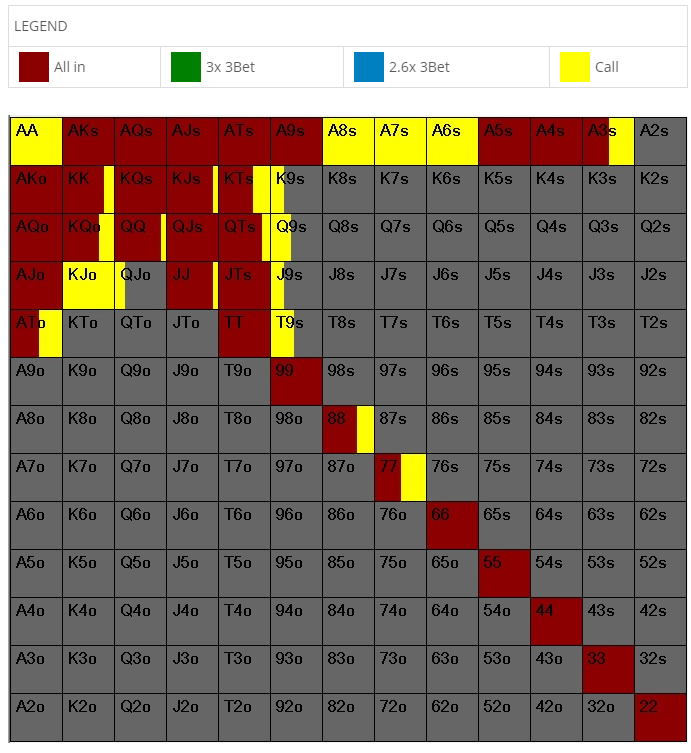 LEGEND
All in 3x 3Bet 2.6x 3Bet Call
AA AKs AQs AJs ATs A9s A8s A7s A6s A5s A4s A3s A2s
AKo KK KQs KJs KTs K9s K8s K7s K6s K5s K4s K3s K2s
AQo KQo QQ QJs QTs Q9s Q8s Q7s Q6s Q5s Q4s Q3s Q2s
AJo KJo QJo JJ JTs J9s J8s J7s J6s J5s J4s J3s J2s
ATo KTo QTo JTo TT T9s T8s T7s T6s T5s T4s T3s T2s
A9o K9o Q9o J9o T9o 99 98s 97s 96s 95s 94s 93s 92s
A8o K8o Q8o J8o T8o 98o 88 87s 86s 85s 84s 83s 82s
A7o K7o Q7o J7o T7o 97o 87o 77 76s 75s 74s 73s 72s
A6o K6o Q6o J6o T6o 96o 86o 76o 66 65s 64s 63s 62s
A5o K5o Q5o J5o T5o 95o 85o 75o 65o 55 54s 53s 52s
A4o K4o Q4o J4o T4o 94o 84o 74o 64o 54o 44 43s 42s
A3o K3o Q3o J3o T3o 93o 83o 73o 63o 53o 43o 33 32s
A2o K2o Q2o J2o T2o 92o 82o 72o 62o 52o 42o 32o 22